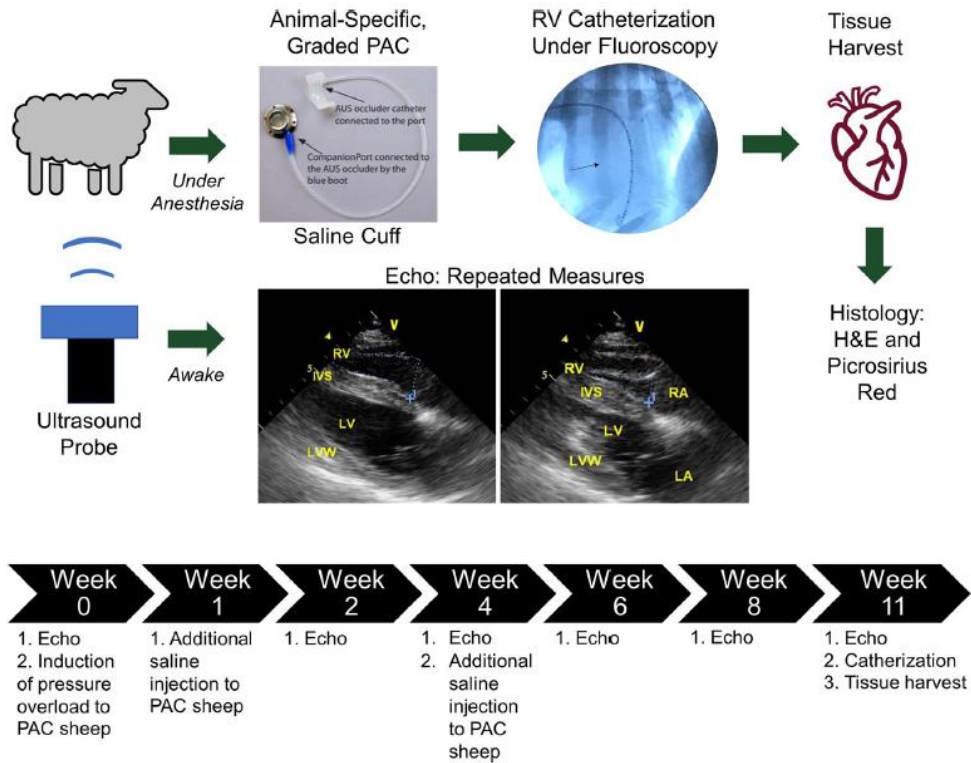 Animal-Specific,
Graded PAC
RV Catheterization
Under Fluoroscopy
Tissue
Harvest
AUS occluder catheter
connected to the port
CompanionPort connected to
the AUS occluder by the
blue boot
Under
Anesthesia
Saline Cuff
Echo: Repeated Measures
Ultrasound
Probe
Awake
V
4
RV
5
IVS
LV
LVW
V
4
RV
5
IVS
RA
LV
LVW
LA
Histology:
H&E and
Picrosirius
Red
Week
0
1. Echo
2. Induction
of pressure
overload to
PAC sheep
Week
1
1. Additional
saline
injection to
PAC sheep
Week
2
1. Echo
Week
4
1. Echo
2. Additional
saline
injection
to PAC
sheep
Week
6
1. Echo
Week
8
1. Echo
Week
11
1. Echo
2. Catherization
3. Tissue harvest